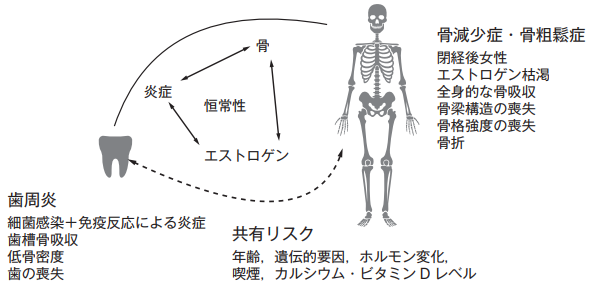 骨
炎症
恒常性
エストロゲン
骨減少症・骨粗鬆症
閉経後女性
エストロゲン枯渇
全身的な骨吸収
骨梁構造の喪失
骨格強度の喪失
骨折
歯周炎
細菌感染＋免疫反応による炎症
歯槽骨吸収
低骨密度
歯の喪失
共有リスク
年齢，遺伝的要因，ホルモン変化，
喫煙，カルシウム・ビタミン D レベル